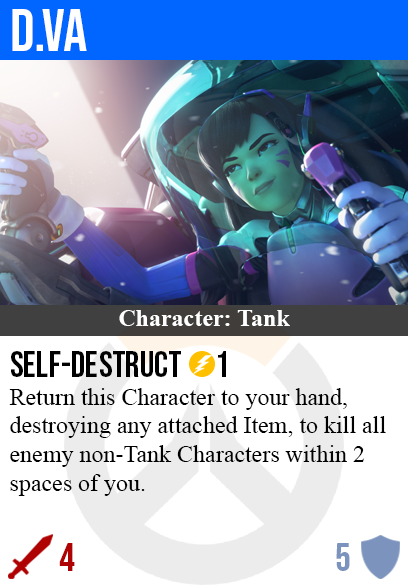 D.VA
Character: Tank
SELF-DESTRUCT 1
Return this Character to your hand,
destroying any attached Item, to kill all
enemy non-Tank Characters within 2
spaces of you.
4 5